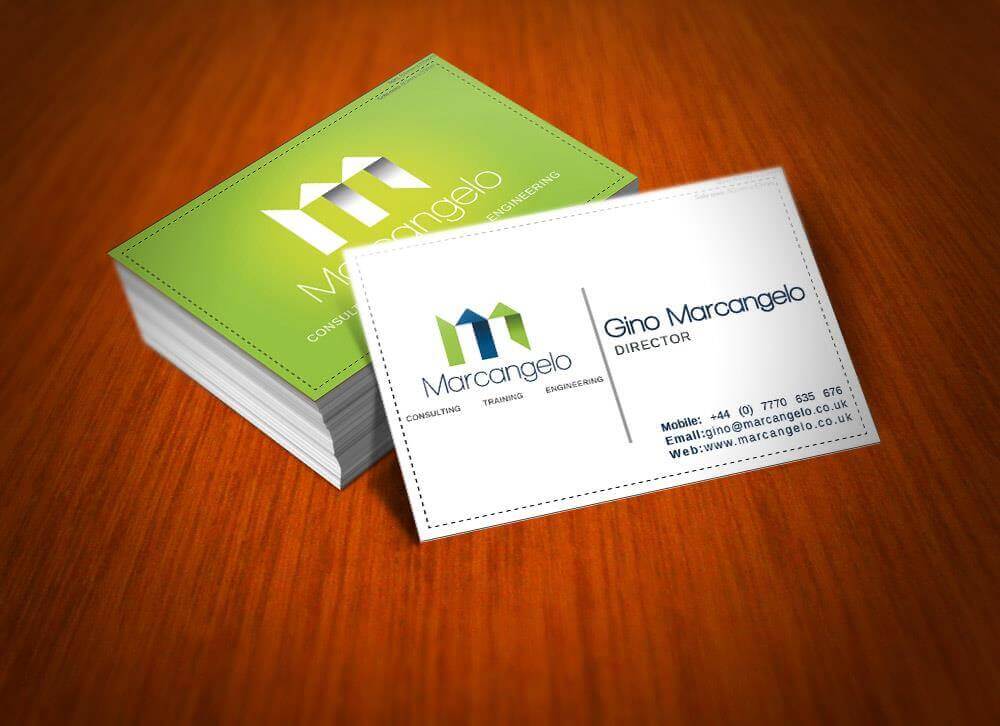 Marcangelo
CONSULTING
ENGINEERING
Marcangelo
CONSULTING TRAINING ENGINEERING
Gino Marcangelo
DIRECTOR
Mobile: +44 (0) 7770 635 676
Email:gino@marcangelo.co.uk
Web:www.marcangelo.co.uk